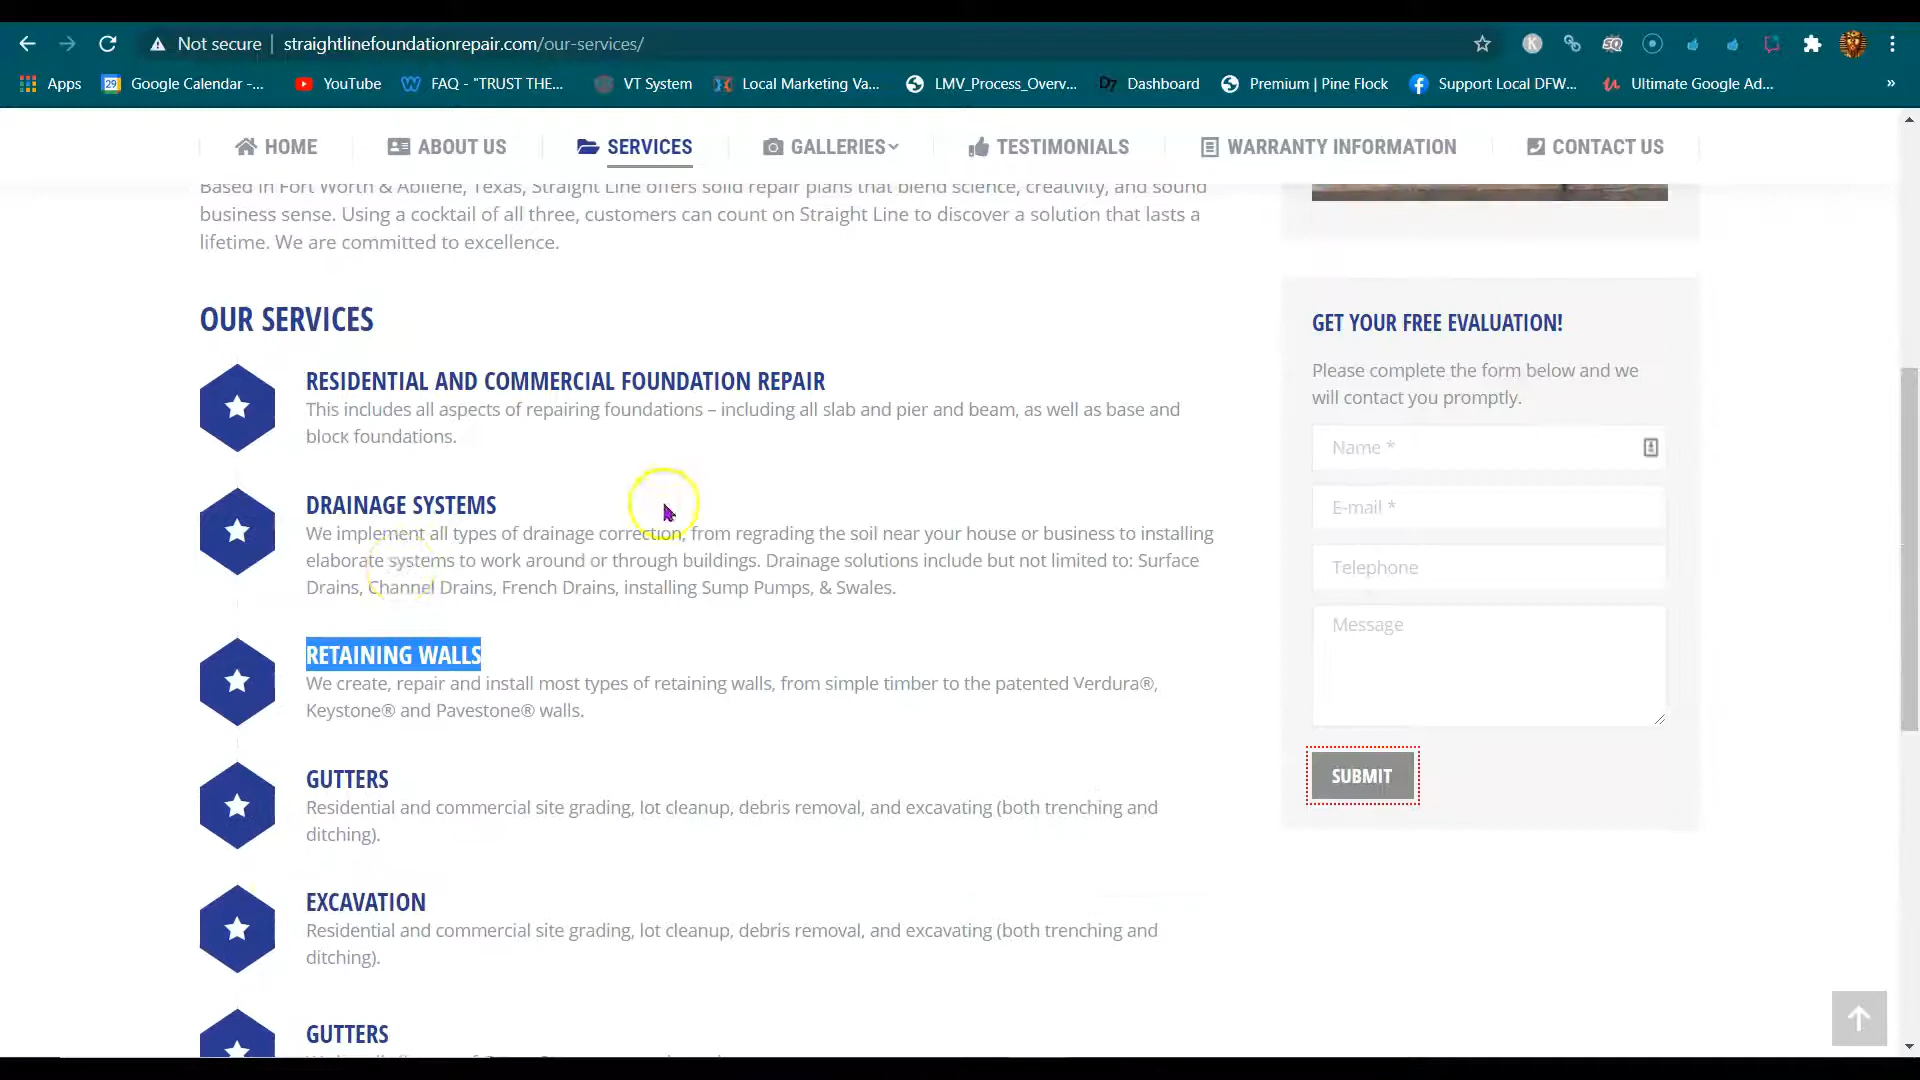 Not secure straightlinefoundationrepair.com/our-services/
Apps Google Calendar -... YouTube FAQ - "TRUST THE... VT System Local Marketing Va... LMV_Process_Overv... Dashboard Premium | Pine Flock Support Local DFW... Ultimate Google Ad... »
HOME ABOUT US SERVICES GALLERIES TESTIMONIALS WARRANTY INFORMATION CONTACT US
Based in Fort Worth & Abilene, Texas, Straight Line offers solid repair plans that blend science, creativity, and sound
business sense. Using a cocktail of all three, customers can count on Straight Line to discover a solution that lasts a
lifetime. We are committed to excellence.
OUR SERVICES
RESIDENTIAL AND COMMERCIAL FOUNDATION REPAIR
This includes all aspects of repairing foundations – including all slab and pier and beam, as well as base and
block foundations.
DRAINAGE SYSTEMS
We implement all types of drainage correction, from regrading the soil near your house or business to installing
elaborate systems to work around or through buildings. Drainage solutions include but not limited to: Surface
Drains, Channel Drains, French Drains, installing Sump Pumps, & Swales.
RETAINING WALLS
We create, repair and install most types of retaining walls, from simple timber to the patented Verdura®,
Keystone® and Pavestone® walls.
GUTTERS
Residential and commercial site grading, lot cleanup, debris removal, and excavating (both trenching and
ditching).
EXCAVATION
Residential and commercial site grading, lot cleanup, debris removal, and excavating (both trenching and
ditching).
GUTTERS
GET YOUR FREE EVALUATION!
Please complete the form below and we
will contact you promptly.
Name *
E-mail *
Telephone
Message
SUBMIT